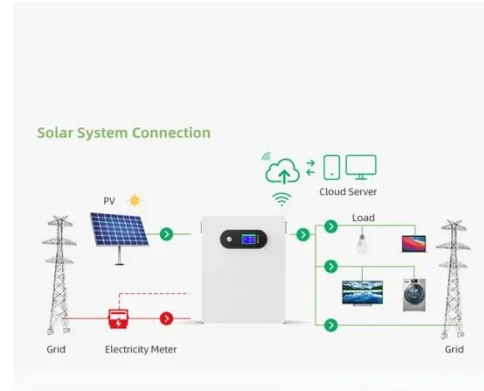 Solar System Connection
Cloud Server
PV
Load
Grid
Electricity Meter
Grid